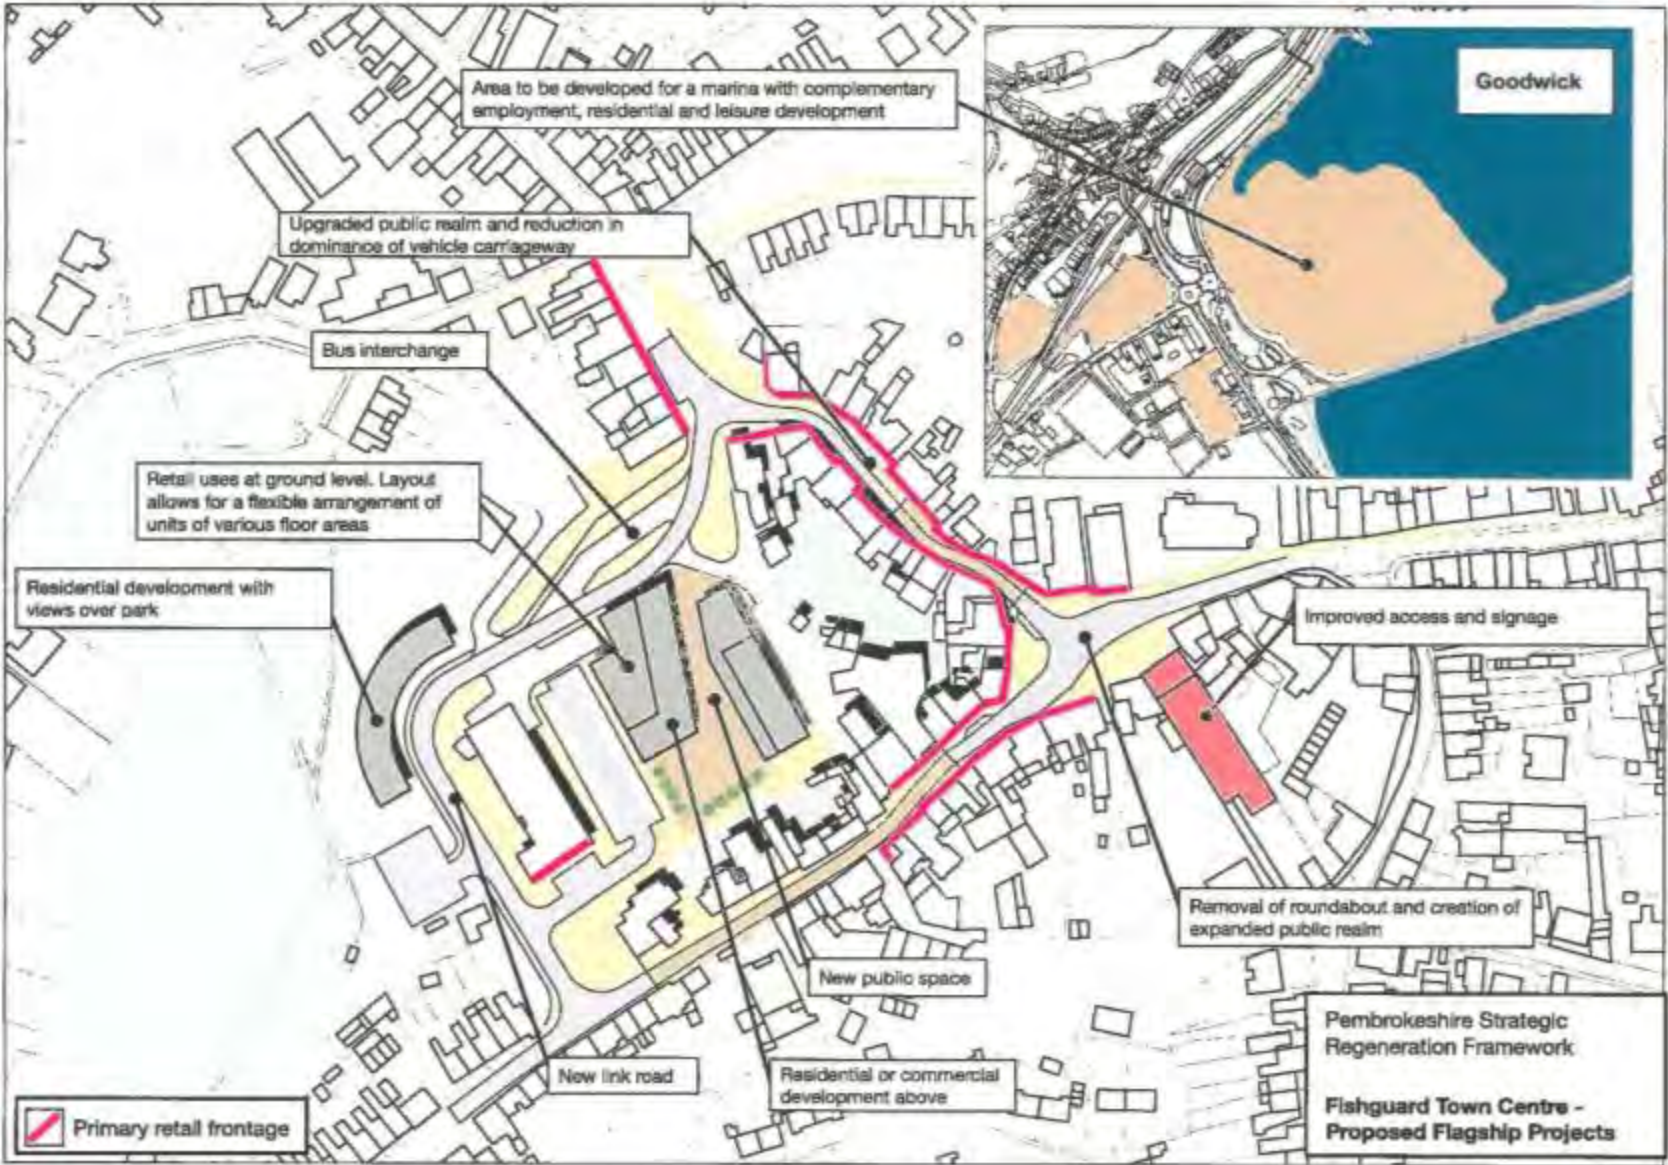 Area to be developed for a marina with complementary
employment, residential and leisure development
Goodwick
Upgraded public realm and reduction in
dominance of vehicle carriageway
Bus interchange
Retail uses at ground level. Layout
allows for a flexible arrangement of
units of various floor areas
Residential development with
views over park
Improved access and signage
Removal of roundabout and creation of
expanded public realm
New public space
New link road
Residential or commercial
development above
Primary retail frontage
Pembrokeshire Strategic
Regeneration Framework
Fishguard Town Centre -
Proposed Flagship Projects